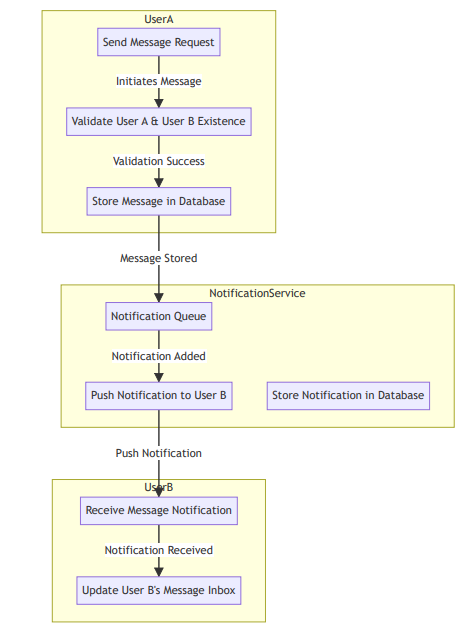 UserA
Send Message Request
Initiates Message
Validate User A & User B Existence
Validation Success
Store Message in Database
Message Stored
NotificationService
Notification Queue
Notification Added
Push Notification to User B
Store Notification in Database
Push Notification
UserB
Receive Message Notification
Notification Received
Update User B's Message Inbox